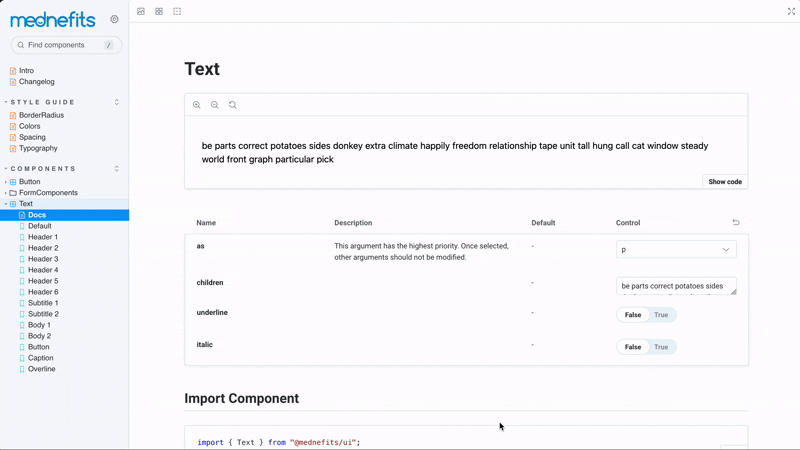 mednefits
Find components
/
Intro
Changelog
STYLE GUIDE
BorderRadius
Colors
Spacing
Typography
COMPONENTS
Button
FormComponents
Text
Docs
Default
Header 1
Header 2
Header 3
Header 4
Header 5
Header 6
Subtitle 1
Subtitle 2
Body 1
Body 2
Button
Caption
Overline
Text
be parts correct potatoes sides donkey extra climate happily freedom relationship tape unit tall hung call cat window steady
world front graph particular pick
Show code
Name Description Default Control
as This argument has the highest priority. Once selected, - p
other arguments should not be modified.
children - be parts correct potatoes sides
underline - False True
italic - False True
Import Component
import { Text } from "@mednefits/ui";